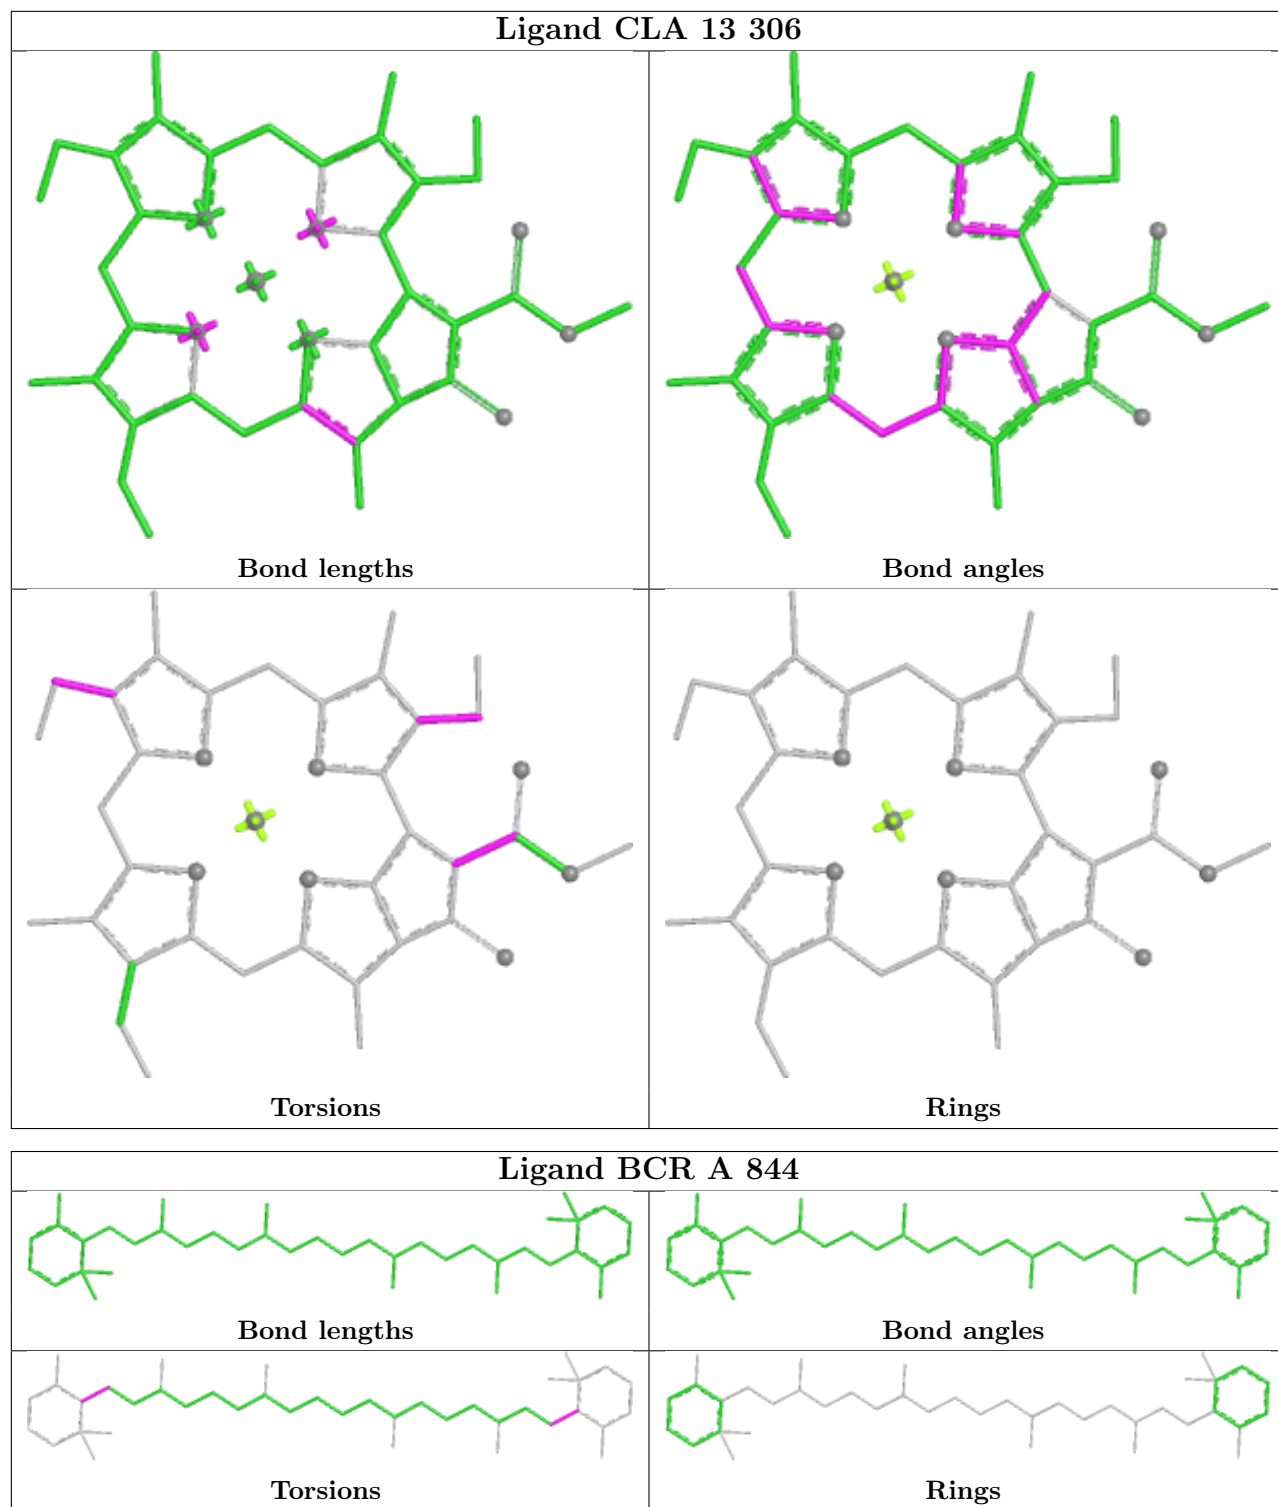 Ligand CLA 13 306
Bond lengths
Bond angles
Torsions
Rings
Ligand BCR A 844
Bond lengths
Bond angles
Torsions
Rings